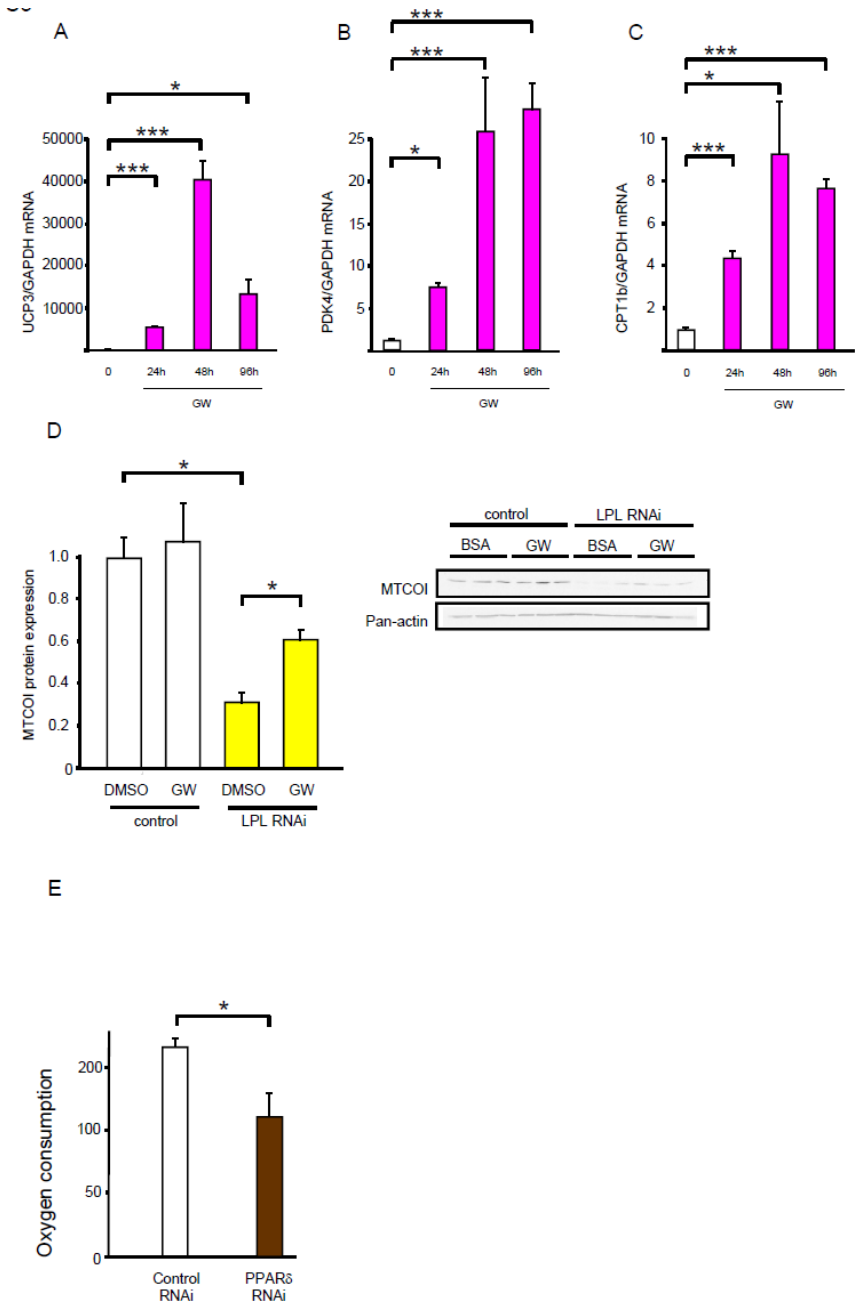 A
B
C
***
***
***
***
*
***
*
***
*
***
UCP3/GAPDH mRNA
50000
40000
30000
20000
10000
0 24h 48h 96h
GW
PDK4/GAPDH mRNA
25
20
15
10
5
0 24h 48h 96h
GW
CPT1b/GAPDH mRNA
10
8
6
4
2
0 24h 48h 96h
GW
D
*
*
MTCOI protein expression
1.0
0.8
0.6
0.4
0.2
0
DMSO GW DMSO GW
control LPL RNAi
control LPL RNAi
BSA GW BSA GW
MTCOI
Pan-actin
E
*
Oxygen consumption
200
100
50
0
Control RNAi
PPARδ RNAi